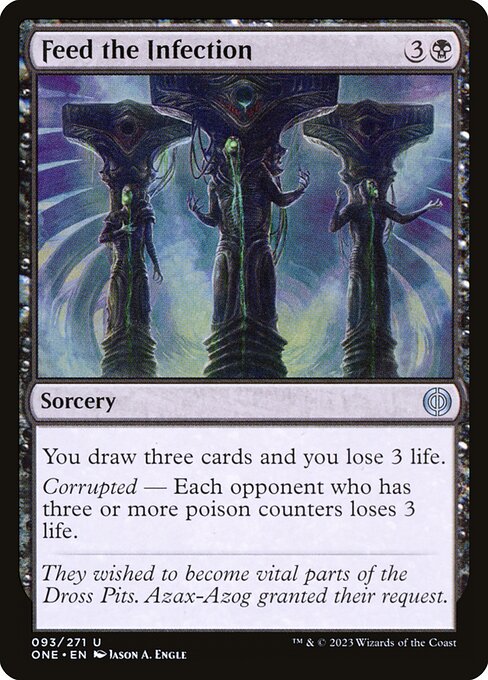 Feed the Infection 3
Sorcery
You draw three cards and you lose 3 life.
Corrupted — Each opponent who has
three or more poison counters loses 3
life.
They wished to become vital parts of the
Dross Pits. Azax-Azog granted their request.
093/271 U
ONE • EN Jason A. Engle
™ & © 2023 Wizards of the Coast